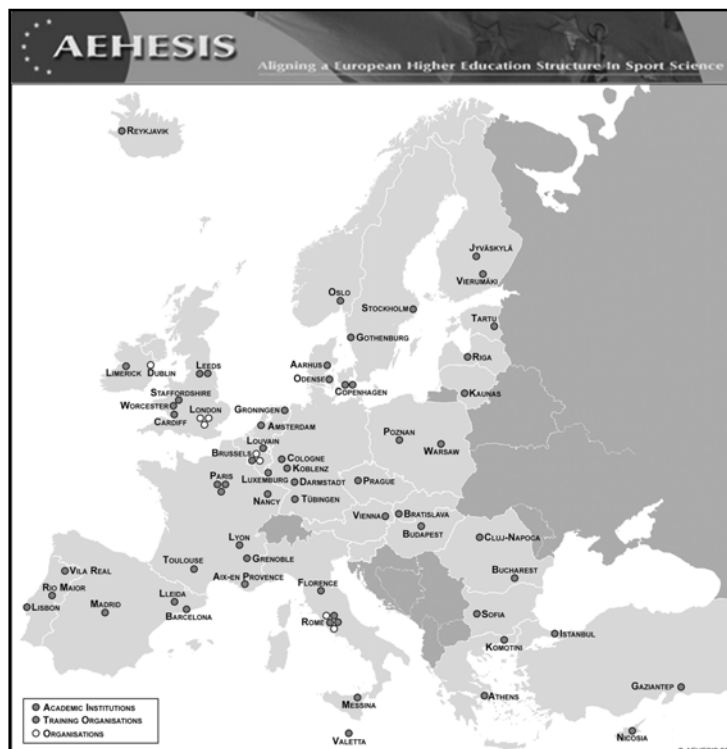 AEHESIS
Aligning a European Higher Education Structure In Sport Science
REYKJAVIK
JYVÄSKYLÄ
VIERUMÄKI
OSLO
STOCKHOLM
TARTU
GOTHENBURG
RIGA
AARHUS
LIMERICK DUBLIN
LEEDS
ODENSE
COPENHAGEN
KAUNAS
STAFFORDSHIRE
WORCESTER
LONDON
GRONINGEN
CARDIFF
AMSTERDAM
POZNAN
LOUVAIN
WARSAW
BRUSSELS
COLOGNE
KOBLENZ
PARIS
LUXEMBURG
DARMSTADT
PRAGUE
NANCY
TÜBINGEN
VIENNA
BRATISLAVA
BUDAPEST
LYON
CLUJ-NAPOCA
GRENOBLE
TOULOUSE
VILA REAL
AIX-EN PROVENCE
FLORENCE
BUCHAREST
RIO MAIOR
LLEIDA
LISBON
MADRID
BARCELONA
ROME
SOFIA
ISTANBUL
KOMOTINI
GAZIANTEP
ATHENS
MESSINA
VALETTA
NICOSIA
ACADEMIC INSTITUTIONS
TRAINING ORGANISATIONS
ORGANISATIONS